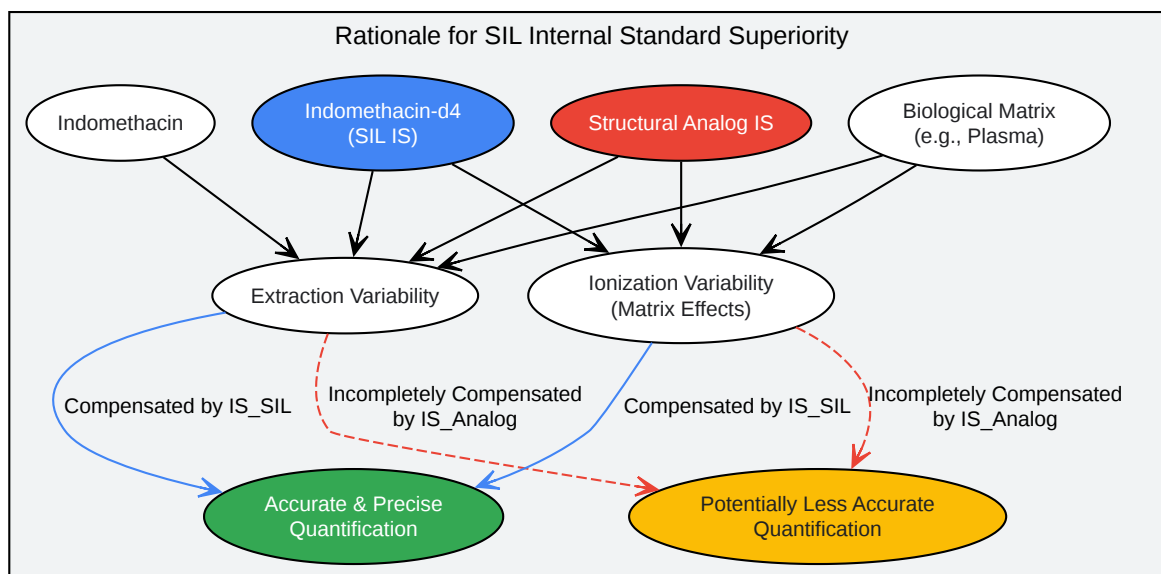 Rationale for SIL Internal Standard Superiority
Indomethacin
Indomethacin-d4
(SIL IS)
Structural Analog IS
Biological Matrix
(e.g., Plasma)
Extraction Variability
Ionization Variability
(Matrix Effects)
Compensated by IS_SIL
Incompletely Compensated
by IS_Analog
Compensated by IS_SIL
Incompletely Compensated
by IS_Analog
Accurate & Precise
Quantification
Potentially Less Accurate
Quantification